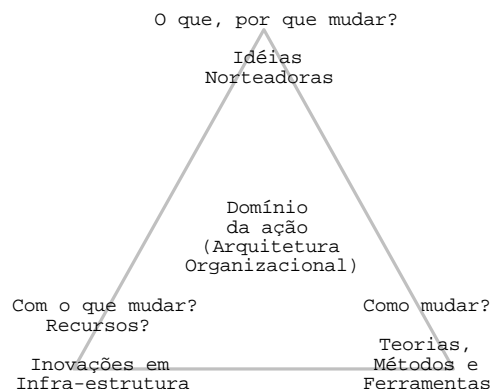 O que, por que mudar?
Idéias
Norteadoras
Domínio
da ação
(Arquitetura
Organizacional)
Com o que mudar?
Recursos?
Como mudar?
Inovações em
Infra-estrutura
Teorias,
Métodos e
Ferramentas